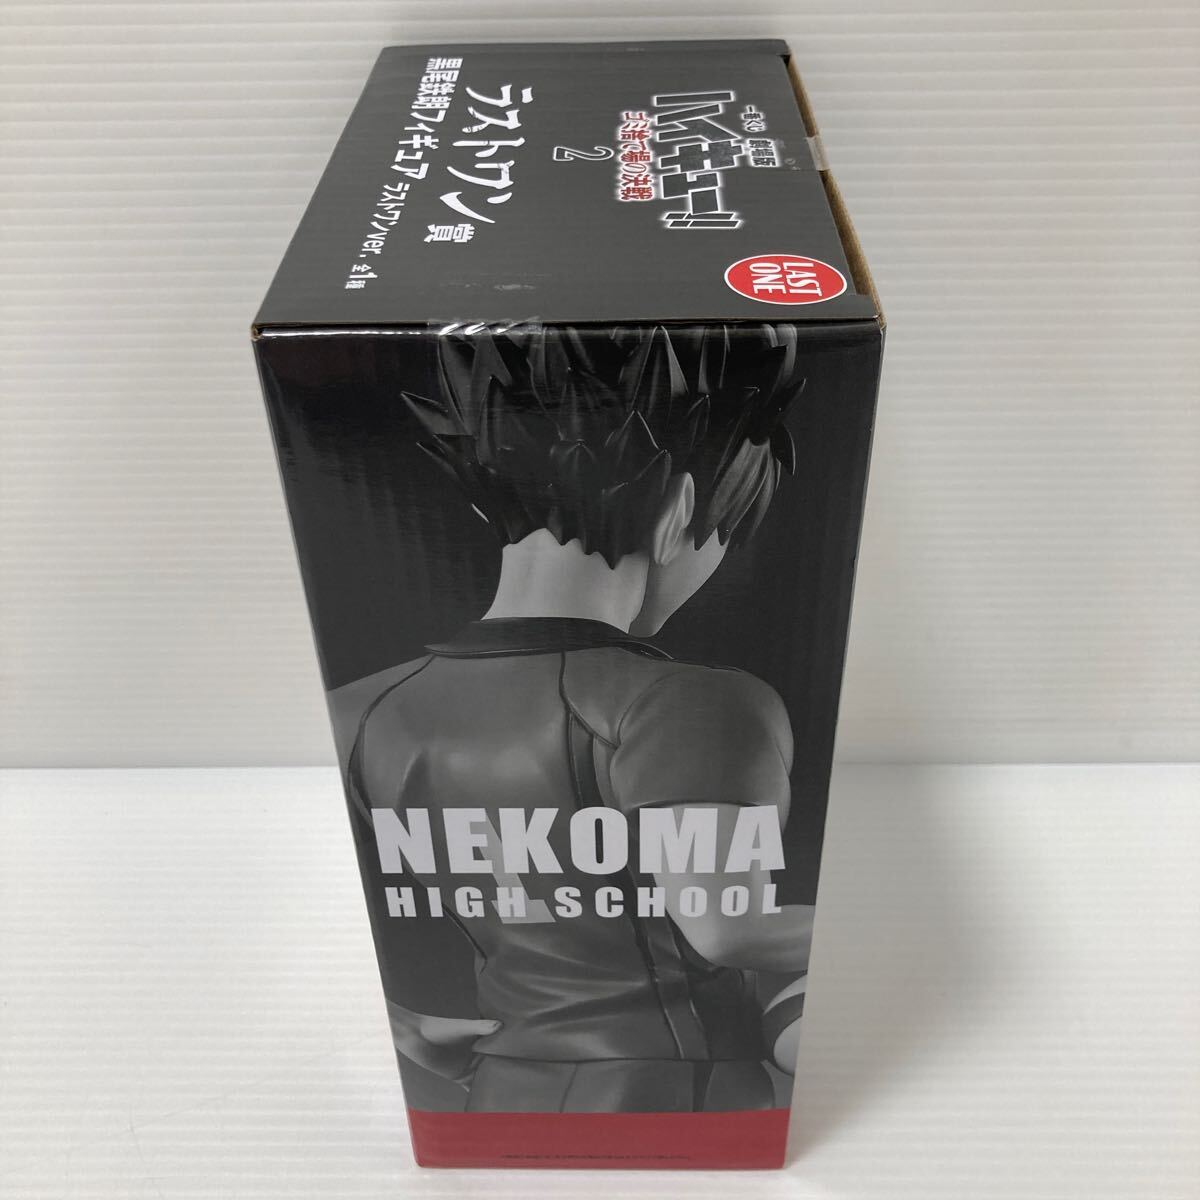 一番くじ 劇場版
ハイキュー!!
ゴミ捨て場の決戦
2
ラストワン賞
黒尾鉄朗フィギュア ラストワンver. 全1種
LAST
ONE
NEKOMA
HIGH SCHOOL